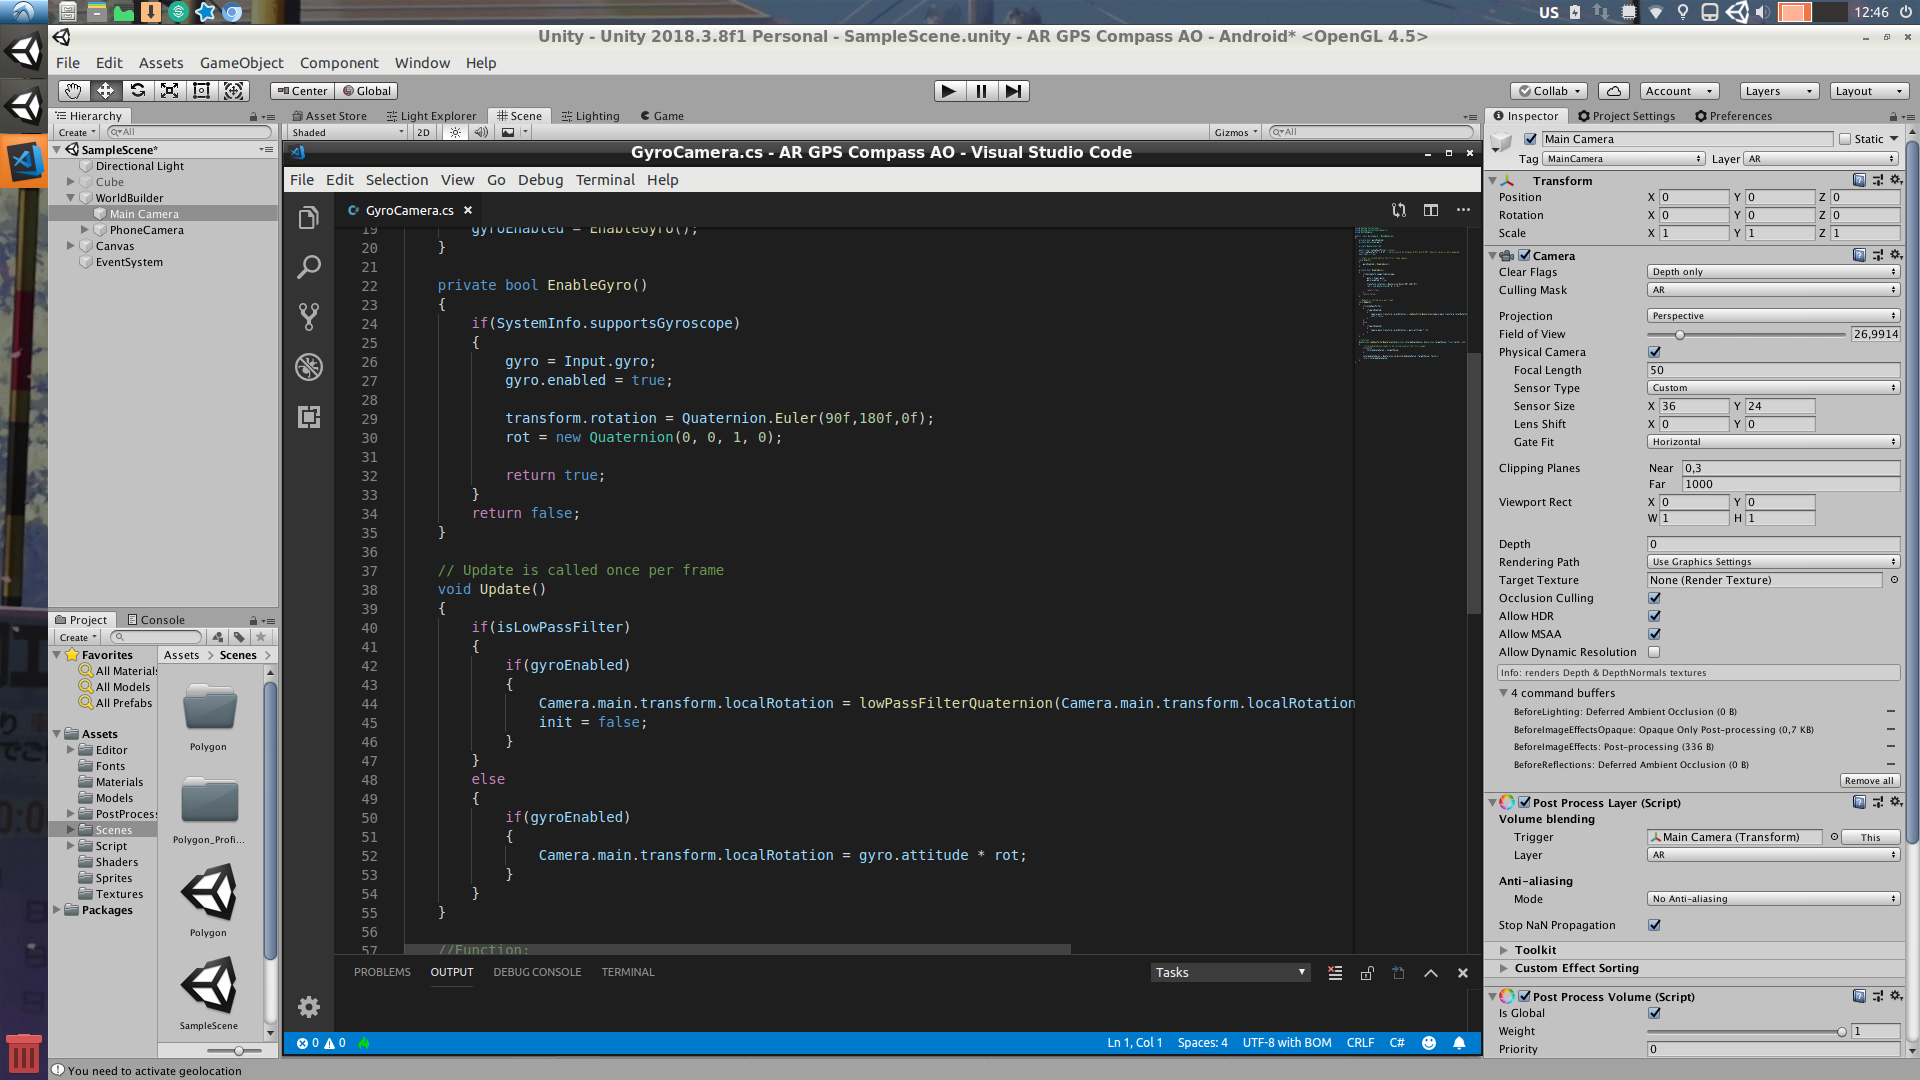 US 12:46
Unity - Unity 2018.3.8f1 Personal - SampleScene.unity - AR GPS Compass AO - Android* <OpenGL 4.5>
File Edit Assets GameObject Component Window Help
Center Global Collab Account Layers Layout
Hierarchy
Create All
SampleScene*
Directional Light
Cube
WorldBuilder
Main Camera
PhoneCamera
Canvas
EventSystem
Asset Store Light Explorer Scene Lighting Game
Shaded 2D Gizmos All
GyroCamera.cs - AR GPS Compass AO - Visual Studio Code
File Edit Selection View Go Debug Terminal Help
GyroCamera.cs
19 gyroEnabled = EnableGyro();
20 }
21
22 private bool EnableGyro()
23 {
24 if(SystemInfo.supportsGyroscope)
25 {
26 gyro = Input.gyro;
27 gyro.enabled = true;
28
29 transform.rotation = Quaternion.Euler(90f,180f,0f);
30 rot = new Quaternion(0, 0, 1, 0);
31
32 return true;
33 }
34 return false;
35 }
36
37 // Update is called once per frame
38 void Update()
39 {
40 if(isLowPassFilter)
41 {
42 if(gyroEnabled)
43 {
44 Camera.main.transform.localRotation = lowPassFilterQuaternion(Camera.main.transform.localRotation
45 init = false;
46 }
47 }
48 else
49 {
50 if(gyroEnabled)
51 {
52 Camera.main.transform.localRotation = gyro.attitude * rot;
53 }
54 }
55 }
56
57 //Function:
PROBLEMS OUTPUT DEBUG CONSOLE TERMINAL Tasks
0 0 Ln 1, Col 1 Spaces: 4 UTF-8 with BOM CRLF C#
Project Console
Create
Favorites
All Materials
All Models
All Prefabs
Assets
Editor
Fonts
Materials
Models
PostProcess
Scenes
Script
Shaders
Sprites
Textures
Packages
Assets > Scenes >
Polygon
Polygon_Profi...
Polygon
SampleScene
You need to activate geolocation
Inspector Project Settings Preferences
Main Camera Static
Tag MainCamera Layer AR
Transform
Position X 0 Y 0 Z 0
Rotation X 0 Y 0 Z 0
Scale X 1 Y 1 Z 1
Camera
Clear Flags Depth only
Culling Mask AR
Projection Perspective
Field of View 26,9914
Physical Camera
Focal Length 50
Sensor Type Custom
Sensor Size X 36 Y 24
Lens Shift X 0 Y 0
Gate Fit Horizontal
Clipping Planes Near 0,3
Far 1000
Viewport Rect X 0 Y 0
W 1 H 1
Depth 0
Rendering Path Use Graphics Settings
Target Texture None (Render Texture)
Occlusion Culling
Allow HDR
Allow MSAA
Allow Dynamic Resolution
Info: renders Depth & DepthNormals textures
4 command buffers
BeforeLighting: Deferred Ambient Occlusion (0 B)
BeforeImageEffectsOpaque: Opaque Only Post-processing (0,7 KB)
BeforeImageEffects: Post-processing (336 B)
BeforeReflections: Deferred Ambient Occlusion (0 B)
Remove all
Post Process Layer (Script)
Volume blending
Trigger Main Camera (Transform) This
Layer AR
Anti-aliasing
Mode No Anti-aliasing
Stop NaN Propagation
Toolkit
Custom Effect Sorting
Post Process Volume (Script)
Is Global
Weight 1
Priority 0